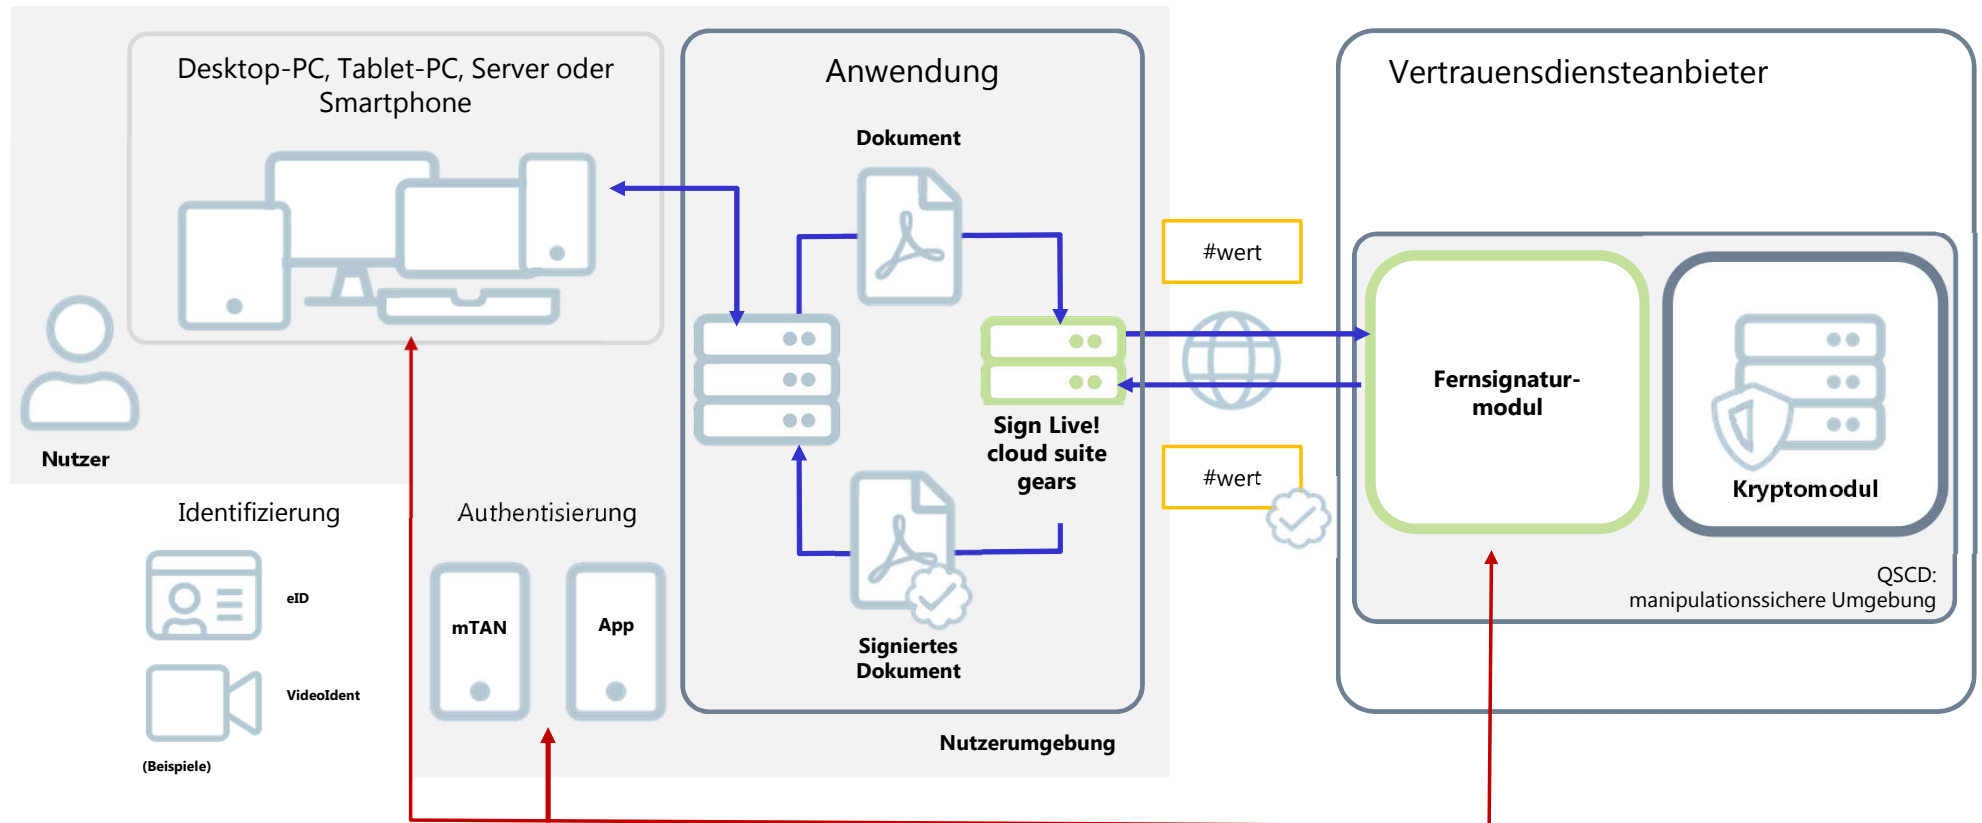 Desktop-PC, Tablet-PC, Server oder
Smartphone
Anwendung
Vertrauensdiensteanbieter
Dokument
#wert
Fernsignatur-
modul
Sign Live!
cloud suite
gears
Nutzer
#wert
Kryptomodul
Identifizierung
Authentisierung
QSCD:
manipulationssichere Umgebung
eID
mTAN
App
Signiertes
Dokument
VideoIdent
Nutzerumgebung
(Beispiele)